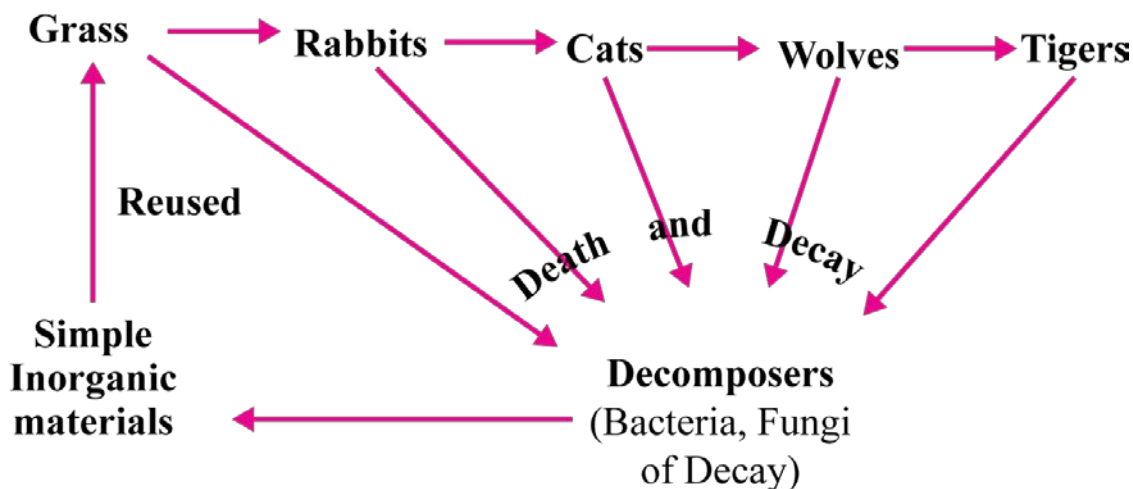 Grass
Rabbits
Cats
Wolves
Tigers
Reused
Death and Decay
Simple
Inorganic
materials
Decomposers
(Bacteria, Fungi
of Decay)